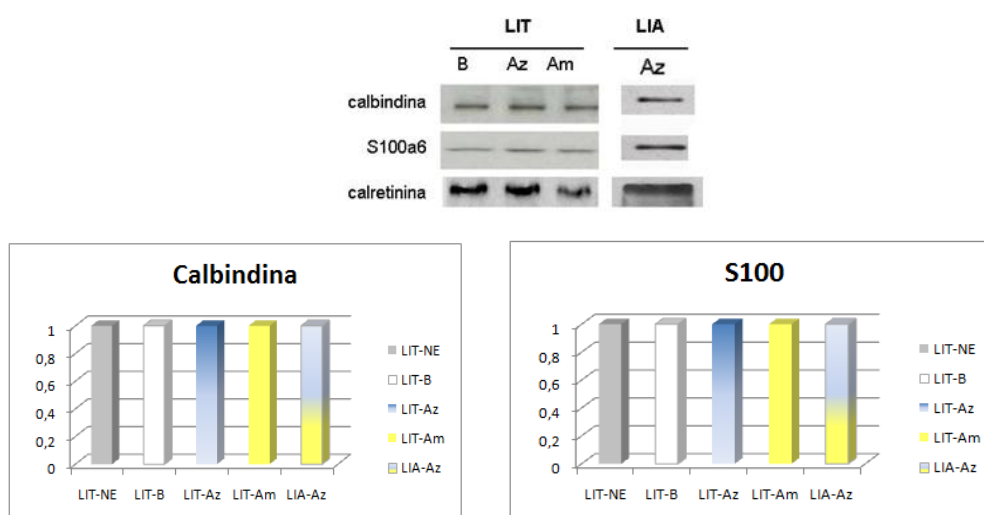 LIT LIA
B Az Am Az
calbindina
S100a6
calretinina
Calbindina
1
0,8
0,6
0,4
0,2
0
LIT-NE LIT-B LIT-Az LIT-Am LIA-Az
LIT-NE
LIT-B
LIT-Az
LIT-Am
LIA-Az
S100
1
0,8
0,6
0,4
0,2
0
LIT-NE LIT-B LIT-Az LIT-Am LIA-Az
LIT-NE
LIT-B
LIT-Az
LIT-Am
LIA-Az